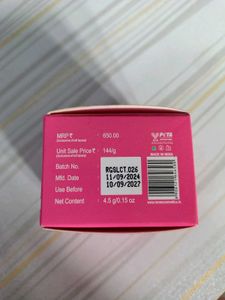 MRP₹ : 650.00
(Inclusive of all taxes)
Unit Sale Price₹ : 144/g
(Inclusive of all taxes)
Batch No. : RGSLCT.026
Mfd. Date : 11/09/2024
Use Before : 10/09/2027
Net Content : 4.5 g/0.15 oz
PETA
MADE IN INDIA